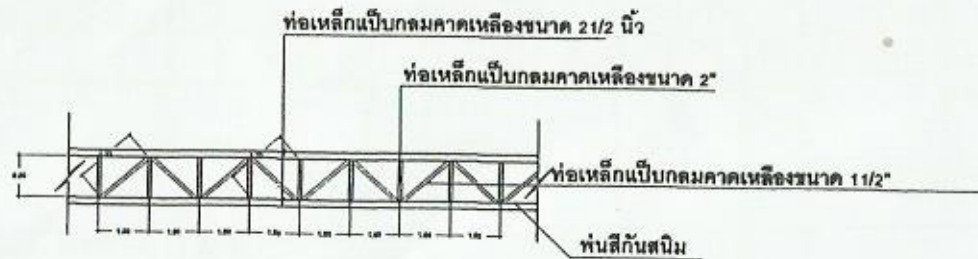 ท่อเหล็กแป๊บกลมคาดเหลืองขนาด 21/2 นิ้ว
ท่อเหล็กแป๊บกลมคาดเหลืองขนาด 2"
ท่อเหล็กแป๊บกลมคาดเหลืองขนาด 11/2"
พ่นสีกันสนิม